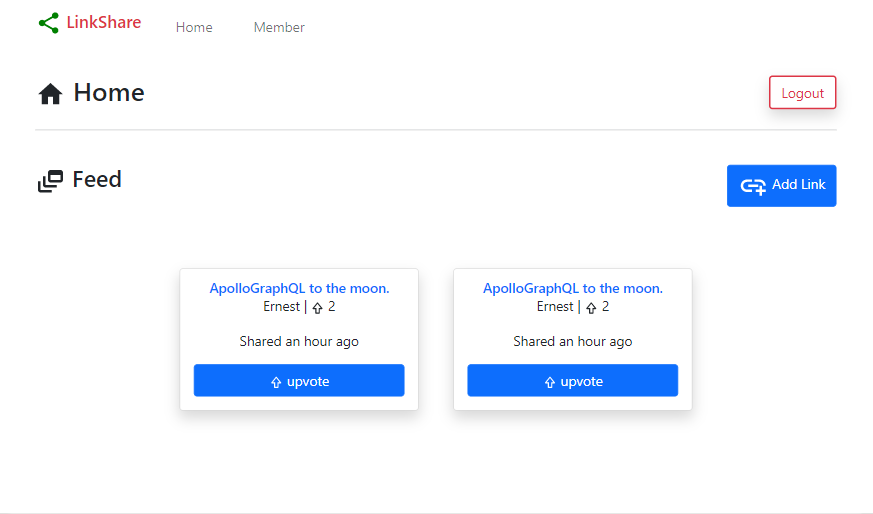 LinkShare Home Member
Home
Logout
Feed
Add Link
ApolloGraphQL to the moon.
Ernest | 2
Shared an hour ago
upvote
ApolloGraphQL to the moon.
Ernest | 2
Shared an hour ago
upvote